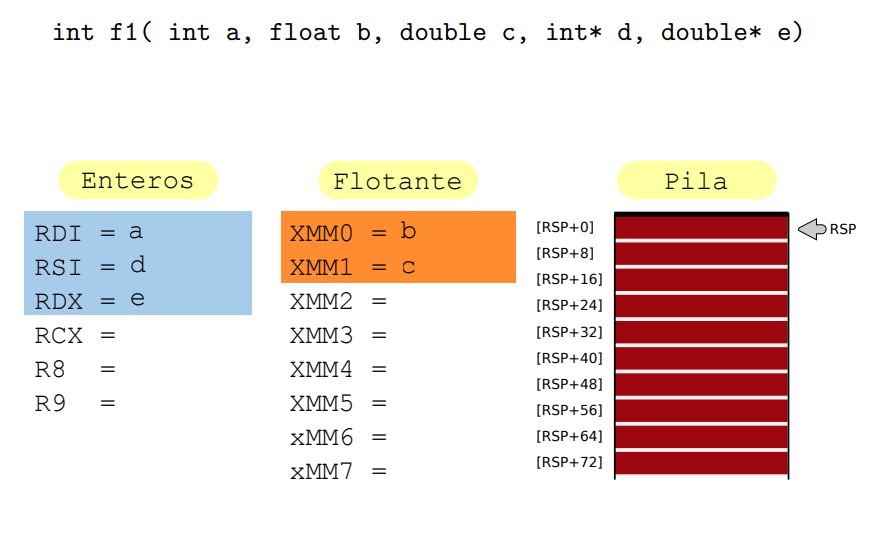 int f1( int a, float b, double c, int* d, double* e)
Enteros
RDI = a
RSI = d
RDX = e
RCX =
R8 =
R9 =
Flotante
XMM0 = b
XMM1 = c
XMM2 =
XMM3 =
XMM4 =
XMM5 =
xMM6 =
xMM7 =
Pila
[RSP+0]
[RSP+8]
[RSP+16]
[RSP+24]
[RSP+32]
[RSP+40]
[RSP+48]
[RSP+56]
[RSP+64]
[RSP+72]
RSP